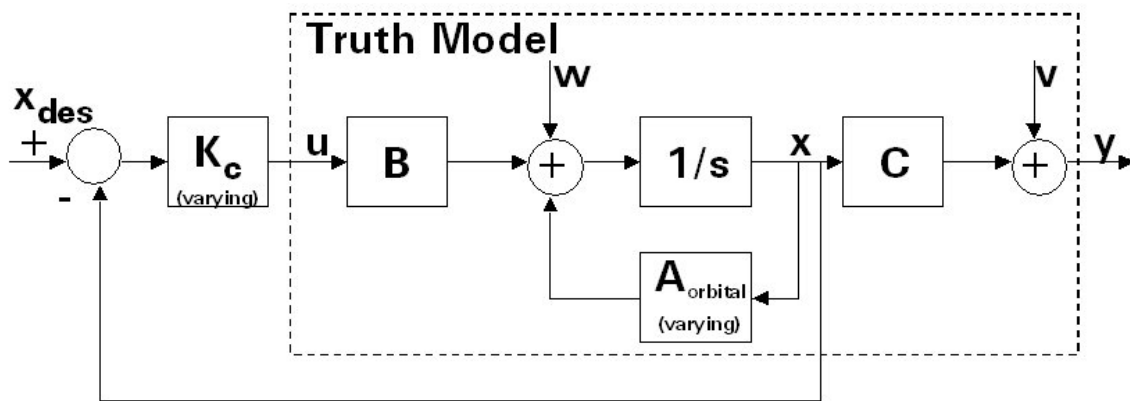 Truth Model
x_des
+
-
K_c
(varying)
u
B
w
+
1/s
x
C
v
+
y
A_orbital
(varying)